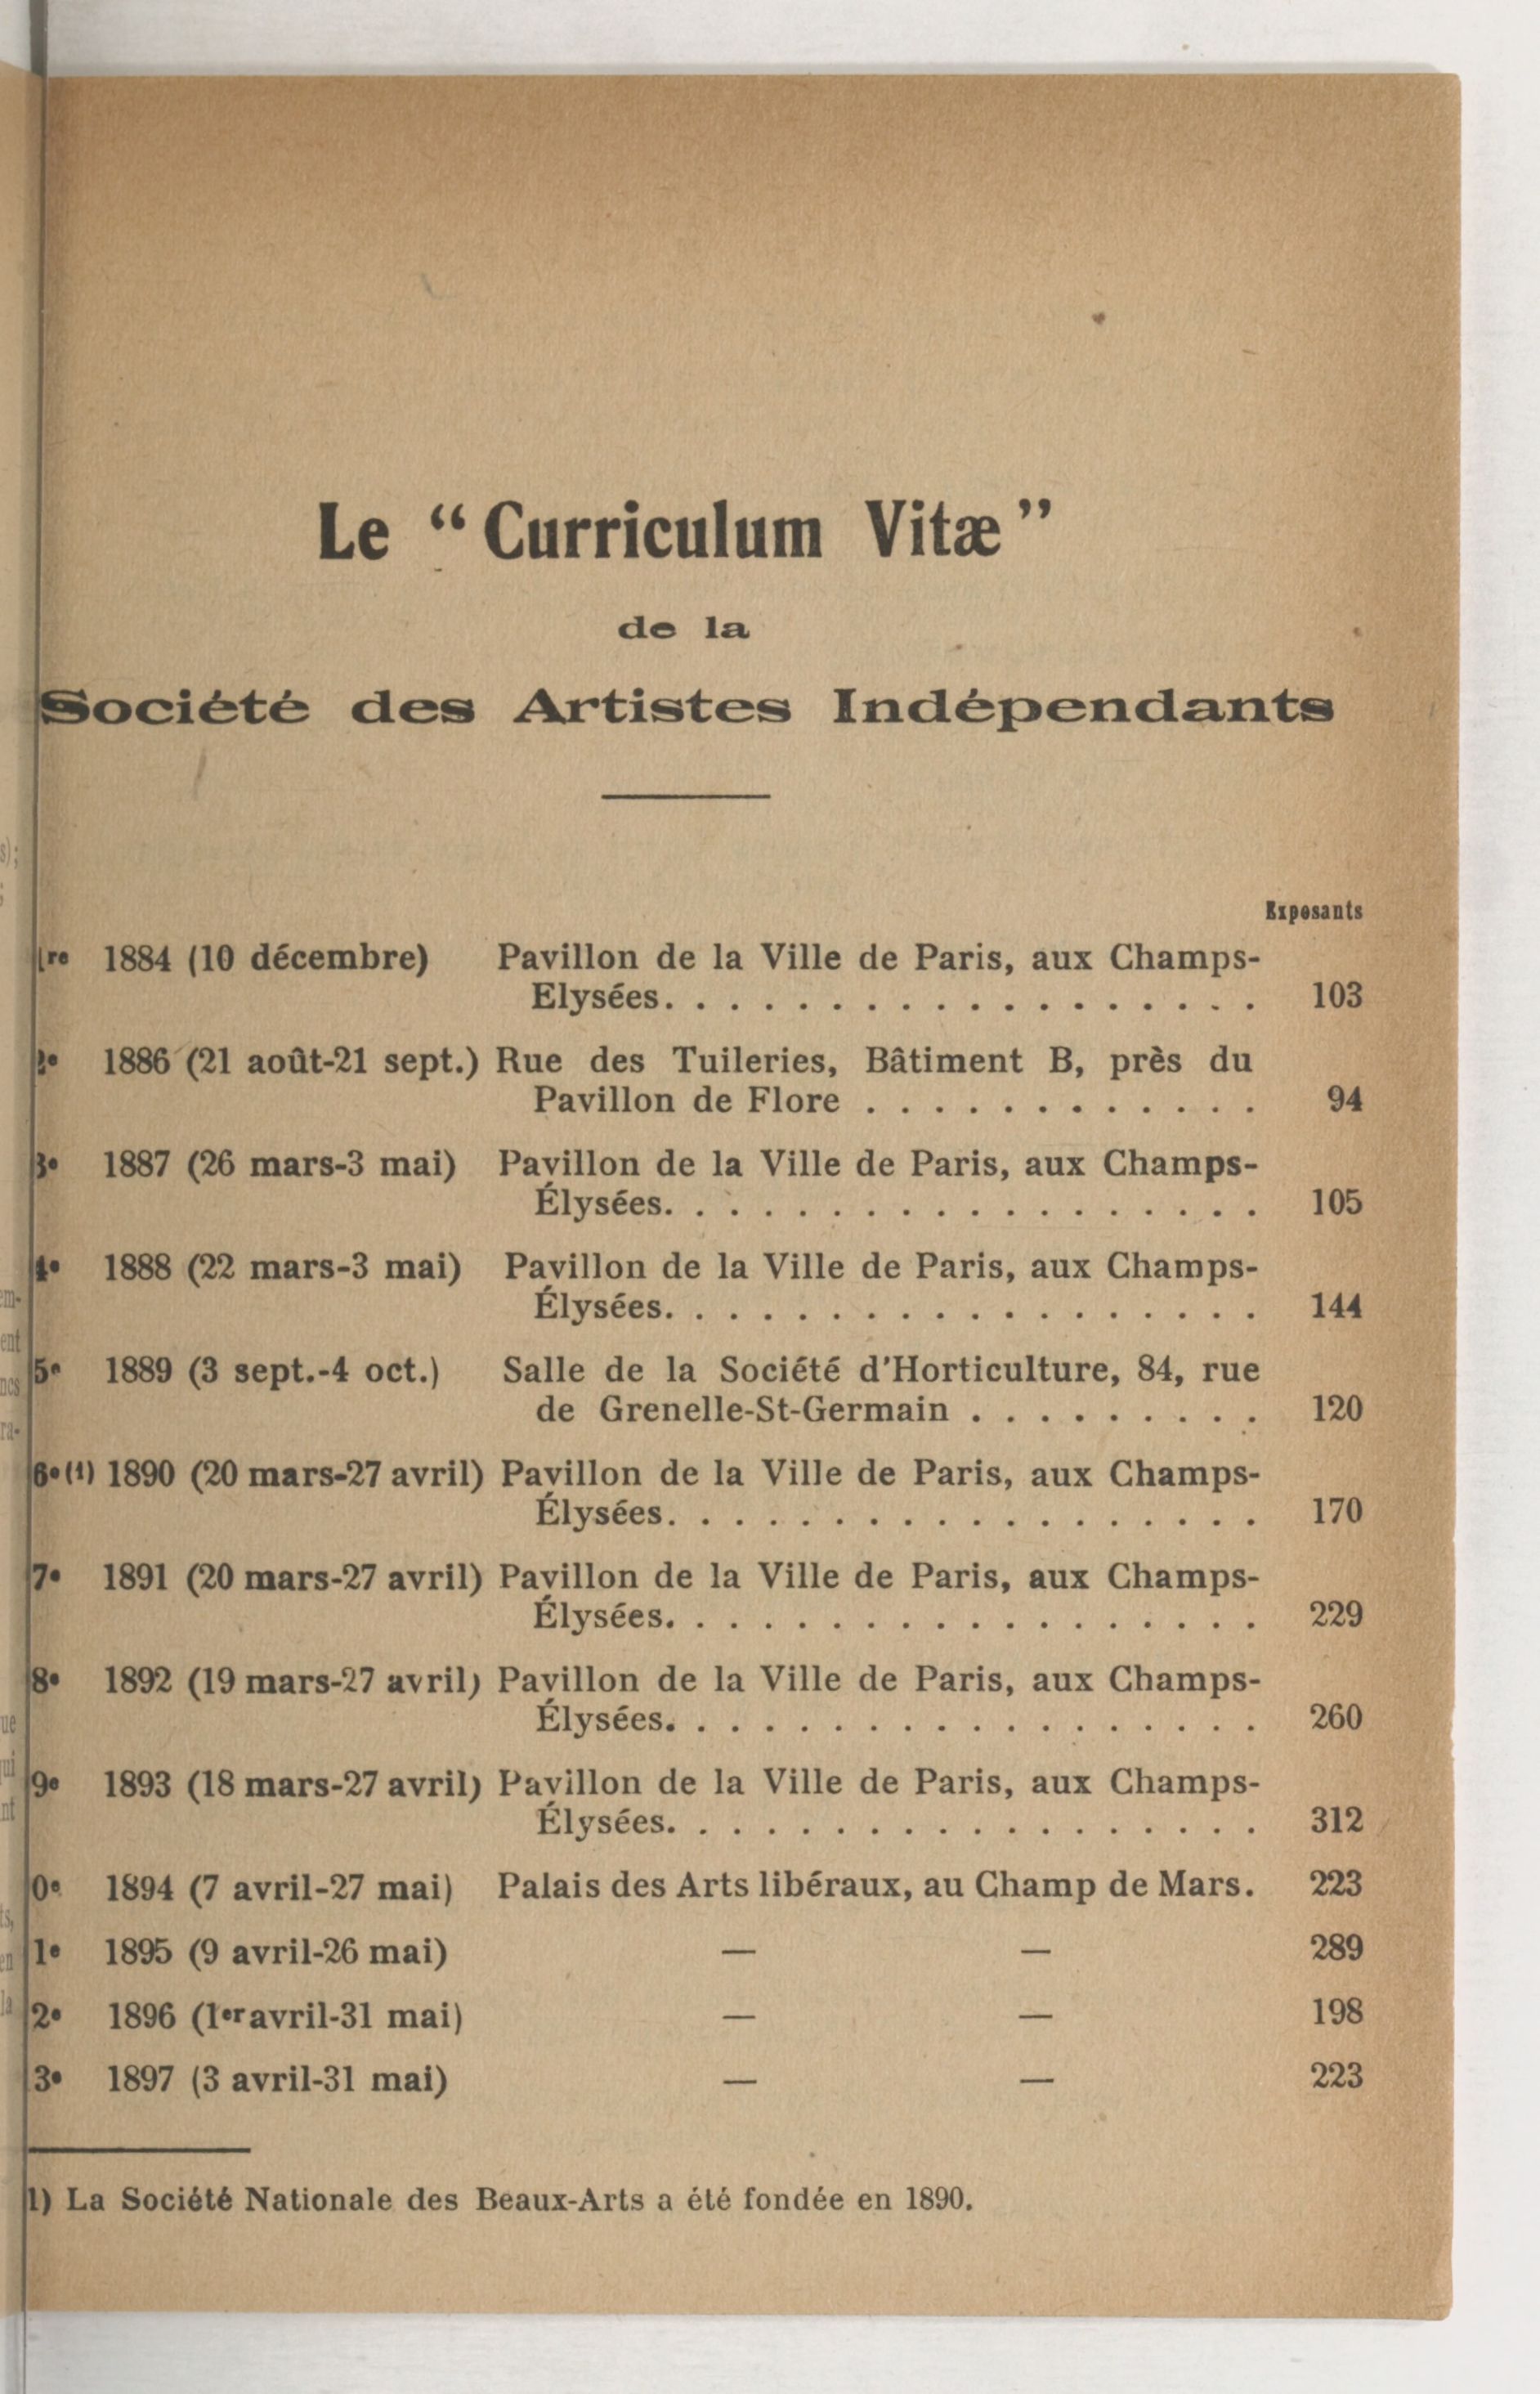 Le “ Curriculum Vitæ ”
de la
Société des Artistes Indépendants
Exposants
1re 1884 (10 décembre) Pavillon de la Ville de Paris, aux Champs-
Elysées. . . . . . . . . . . . . . . . . . 103
2e 1886 (21 août-21 sept.) Rue des Tuileries, Bâtiment B, près du
Pavillon de Flore . . . . . . . . . . . . 94
3e 1887 (26 mars-3 mai) Pavillon de la Ville de Paris, aux Champs-
Élysées. . . . . . . . . . . . . . . . . . 105
4e 1888 (22 mars-3 mai) Pavillon de la Ville de Paris, aux Champs-
Élysées. . . . . . . . . . . . . . . . . . 144
5e 1889 (3 sept.-4 oct.) Salle de la Société d'Horticulture, 84, rue
de Grenelle-St-Germain . . . . . . . . . 120
6e (1) 1890 (20 mars-27 avril) Pavillon de la Ville de Paris, aux Champs-
Élysées. . . . . . . . . . . . . . . . . . 170
7e 1891 (20 mars-27 avril) Pavillon de la Ville de Paris, aux Champs-
Élysées. . . . . . . . . . . . . . . . . . 229
8e 1892 (19 mars-27 avril) Pavillon de la Ville de Paris, aux Champs-
Élysées. . . . . . . . . . . . . . . . . . 260
9e 1893 (18 mars-27 avril) Pavillon de la Ville de Paris, aux Champs-
Élysées. . . . . . . . . . . . . . . . . . 312
0e 1894 (7 avril-27 mai) Palais des Arts libéraux, au Champ de Mars. 223
1e 1895 (9 avril-26 mai) — — 289
2e 1896 (1er avril-31 mai) — — 198
3e 1897 (3 avril-31 mai) — — 223
1) La Société Nationale des Beaux-Arts a été fondée en 1890.